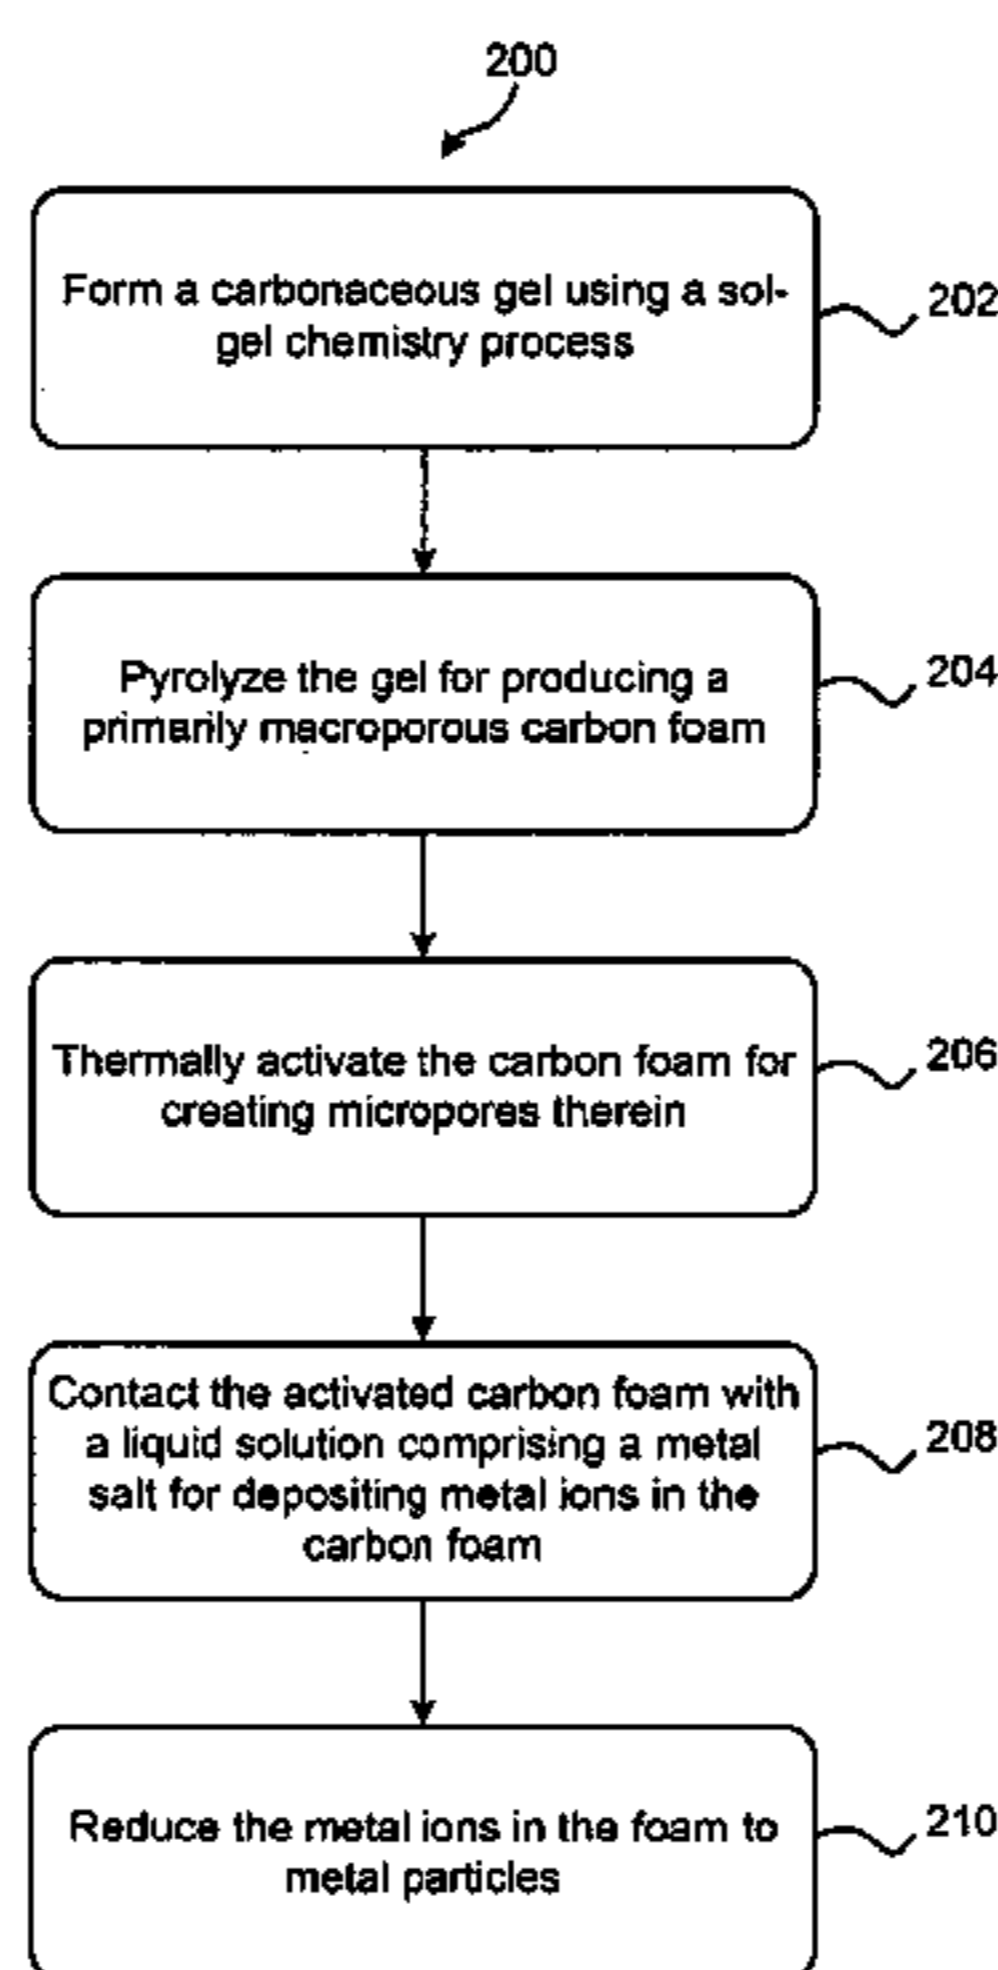 200
Form a carbonaceous gel using a sol-
gel chemistry process
202
Pyrolyze the gel for producing a
primarily macroporous carbon foam
204
Thermally activate the carbon foam for
creating micropores therein
206
Contact the activated carbon foam with
a liquid solution comprising a metal
salt for depositing metal ions in the
carbon foam
208
Reduce the metal ions in the foam to
metal particles
210